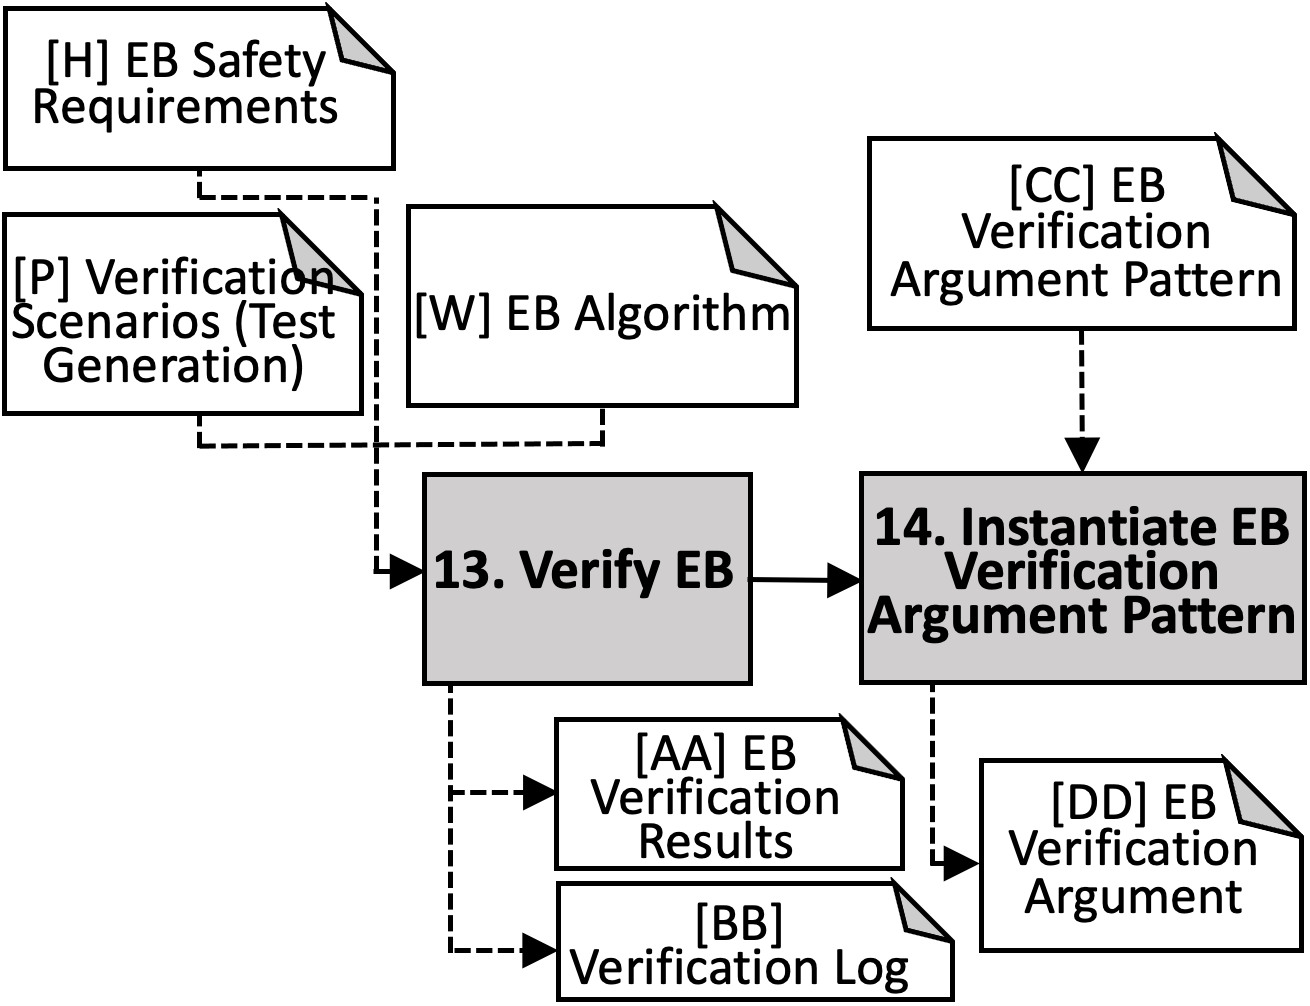 [H] EB Safety
Requirements
[P] Verification
Scenarios (Test
Generation)
[W] EB Algorithm
[CC] EB
Verification
Argument Pattern
13. Verify EB
14. Instantiate EB
Verification
Argument Pattern
[AA] EB
Verification
Results
[BB]
Verification Log
[DD] EB
Verification
Argument